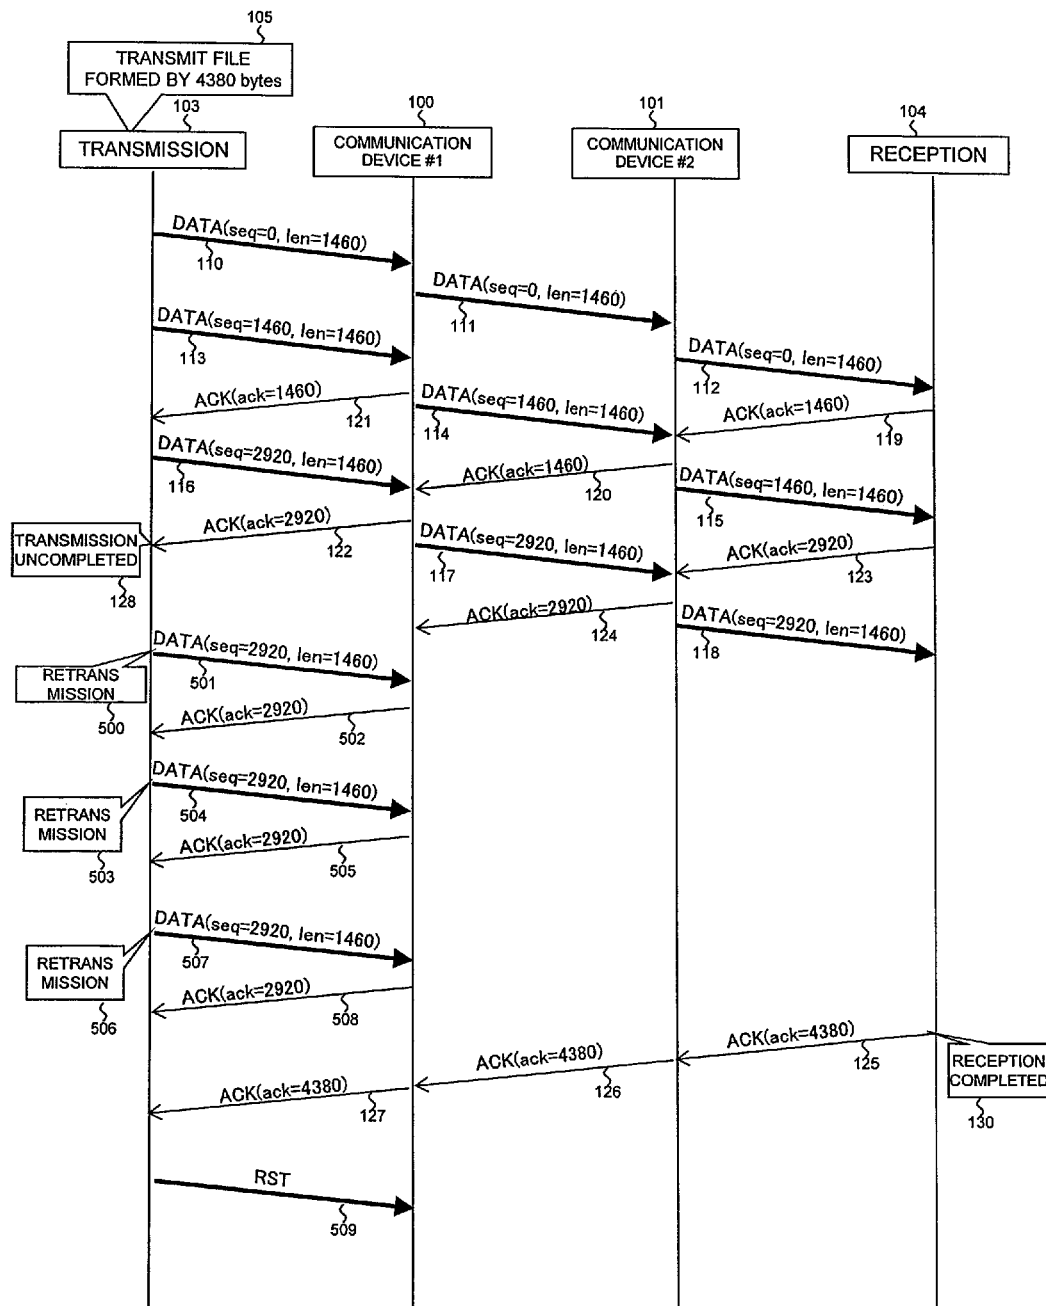 105
TRANSMIT FILE
FORMED BY 4380 bytes
103
TRANSMISSION
100
COMMUNICATION
DEVICE #1
101
COMMUNICATION
DEVICE #2
104
RECEPTION
DATA(seq=0, len=1460)
110
DATA(seq=0, len=1460)
111
DATA(seq=1460, len=1460)
113
DATA(seq=0, len=1460)
112
ACK(ack=1460)
121
DATA(seq=1460, len=1460)
114
ACK(ack=1460)
119
DATA(seq=2920, len=1460)
116
ACK(ack=1460)
120
DATA(seq=1460, len=1460)
115
TRANSMISSION
UNCOMPLETED
128
ACK(ack=2920)
122
DATA(seq=2920, len=1460)
117
ACK(ack=2920)
123
ACK(ack=2920)
124
DATA(seq=2920, len=1460)
118
RETRANS
MISSION
500
DATA(seq=2920, len=1460)
501
ACK(ack=2920)
502
DATA(seq=2920, len=1460)
504
RETRANS
MISSION
503
ACK(ack=2920)
505
DATA(seq=2920, len=1460)
507
RETRANS
MISSION
506
ACK(ack=2920)
508
ACK(ack=4380)
125
RECEPTION
COMPLETED
130
ACK(ack=4380)
126
ACK(ack=4380)
127
RST
509